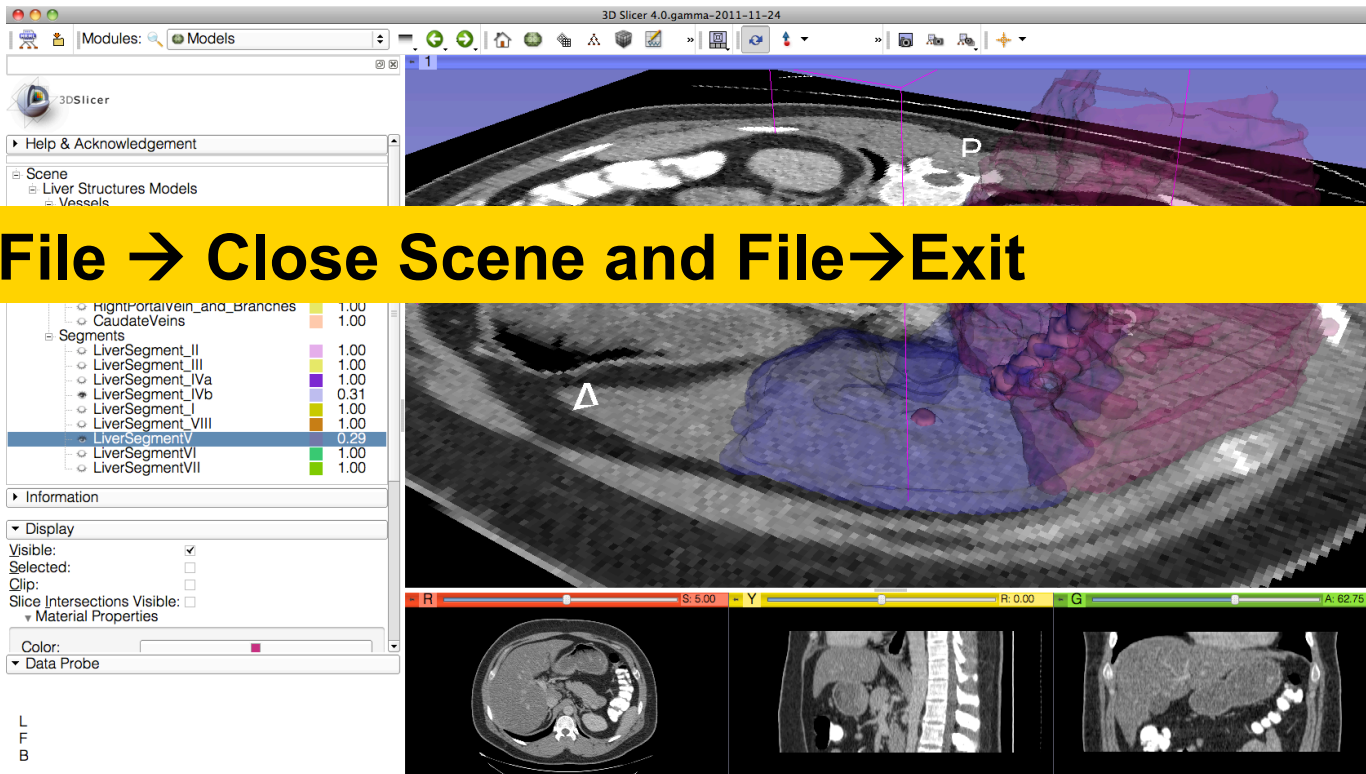 3D Slicer 4.0.gamma-2011-11-24
Modules: Models
1
3DSlicer
Help & Acknowledgement
Scene
Liver Structures Models
Vessels
File → Close Scene and File→Exit
RightPortalVein_and_Branches 1.00
CaudateVeins 1.00
Segments
LiverSegment_II 1.00
LiverSegment_III 1.00
LiverSegment_IVa 1.00
LiverSegment_IVb 0.31
LiverSegment_I 1.00
LiverSegment_VIII 1.00
LiverSegmentV 0.29
LiverSegmentVI 1.00
LiverSegmentVII 1.00
Information
Display
Visible:
Selected:
Clip:
Slice Intersections Visible:
Material Properties
Color:
Data Probe
L
F
B
P
R
A
R S: 5.00
Y R: 0.00
G A: 62.75